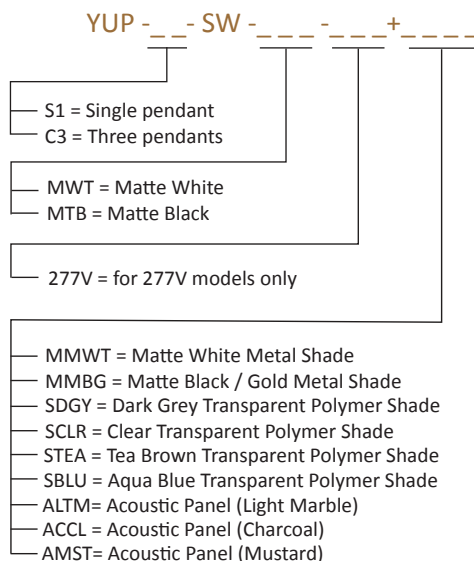 YUP -_ _- SW -_ _ _ -_ _ _+_ _ _ _
S1 = Single pendant
C3 = Three pendants
MWT = Matte White
MTB = Matte Black
277V = for 277V models only
MMWT = Matte White Metal Shade
MMBG = Matte Black / Gold Metal Shade
SDGY = Dark Grey Transparent Polymer Shade
SCLR = Clear Transparent Polymer Shade
STEA = Tea Brown Transparent Polymer Shade
SBLU = Aqua Blue Transparent Polymer Shade
ALTM= Acoustic Panel (Light Marble)
ACCL = Acoustic Panel (Charcoal)
AMST= Acoustic Panel (Mustard)